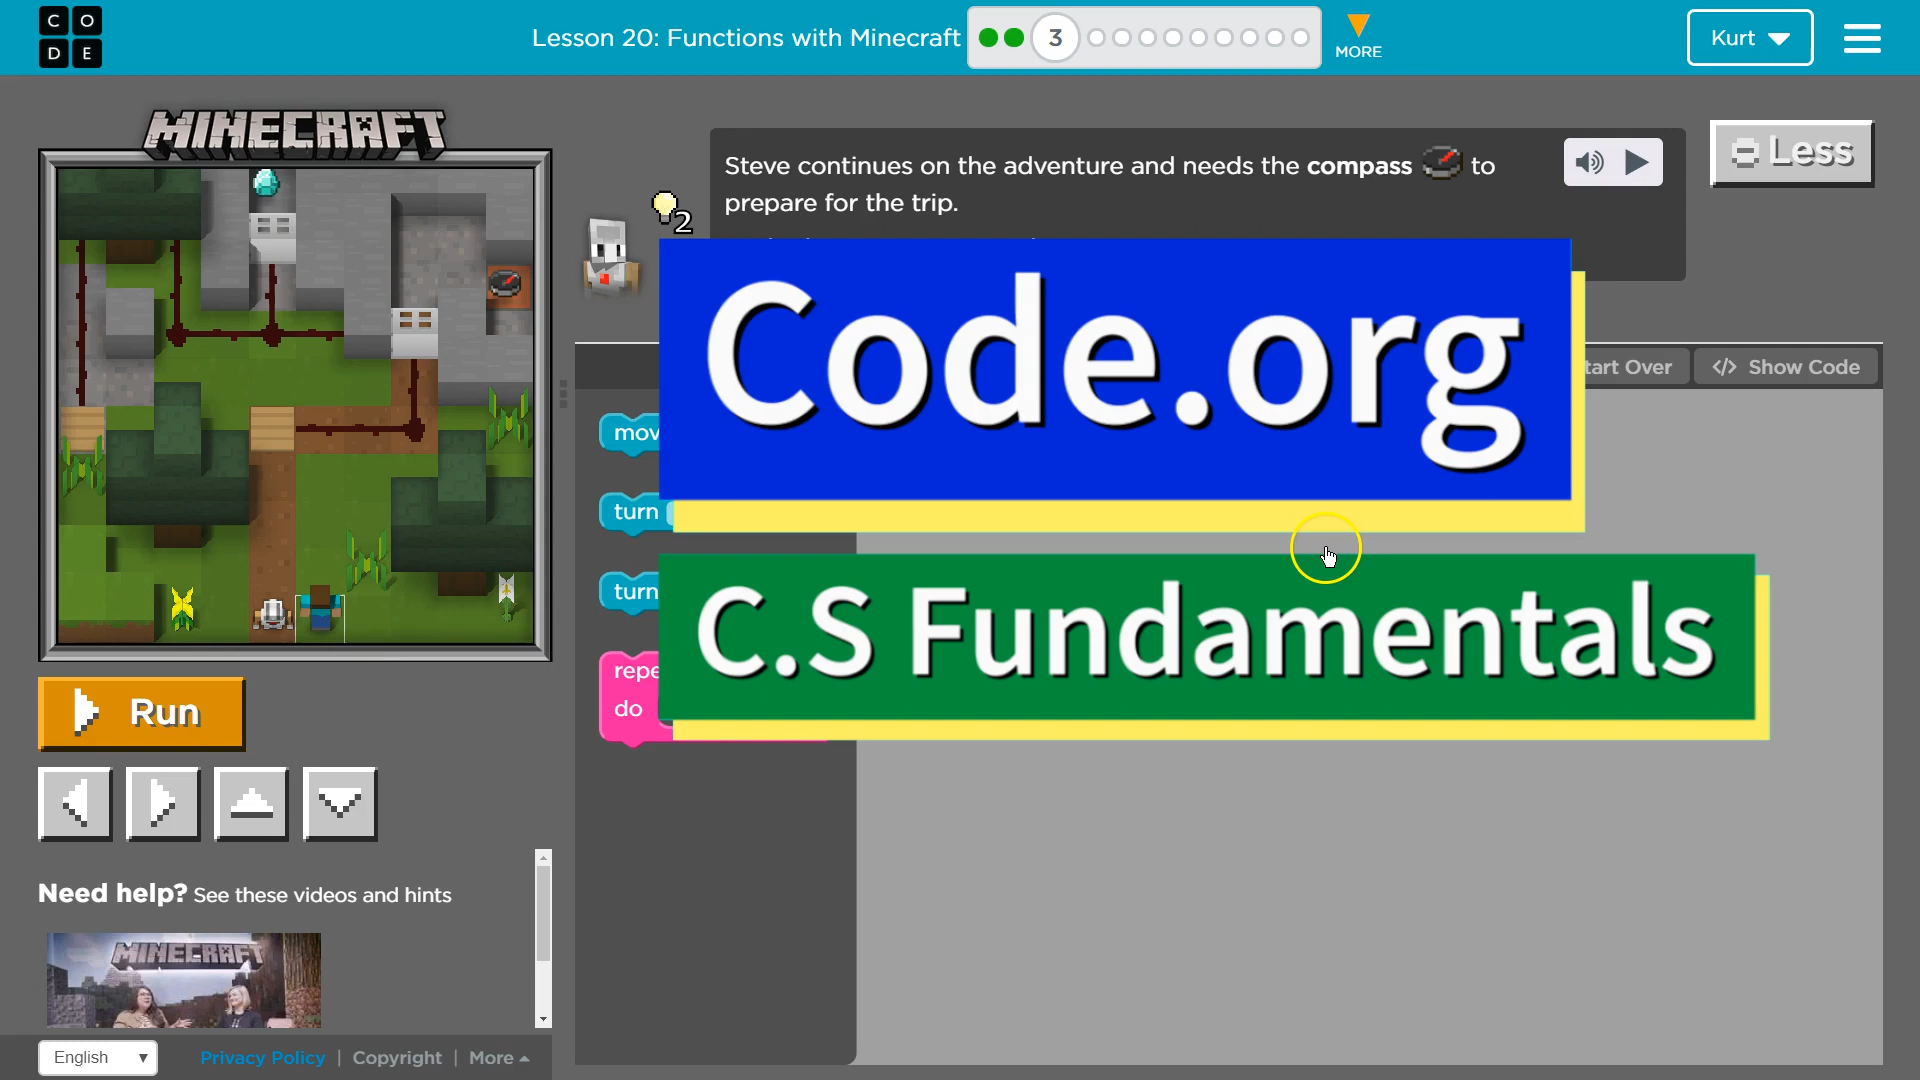 C O
D E
Lesson 20: Functions with Minecraft
3
MORE
Kurt
MINECRAFT
Steve continues on the adventure and needs the compass to
prepare for the trip.
2
Less
Code.org
C.S Fundamentals
tart Over
Show Code
mov
turn
turn
repe
do
Run
Need help? See these videos and hints
MINECRAFT
English
Privacy Policy | Copyright | More